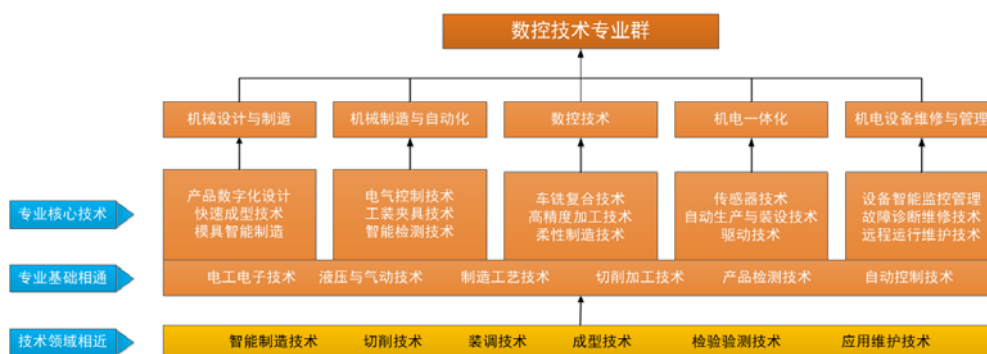 数控技术专业群
机械设计与制造 机械制造与自动化 数控技术 机电一体化 机电设备维修与管理
专业核心技术
产品数字化设计
快速成型技术
模具智能制造
电气控制技术
工装夹具技术
智能检测技术
车铣复合技术
高精度加工技术
柔性制造技术
传感器技术
自动生产与装设技术
驱动技术
设备智能监控管理
故障诊断维修技术
远程运行维护技术
专业基础相通
电工电子技术 液压与气动技术 制造工艺技术 切削加工技术 产品检测技术 自动控制技术
技术领域相近
智能制造技术 切削技术 装调技术 成型技术 检验验测技术 应用维护技术